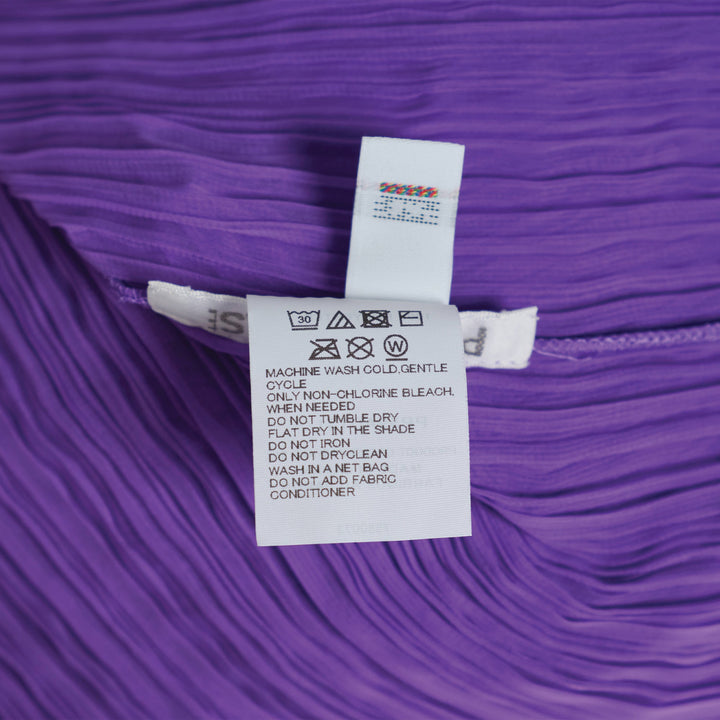 30
W
MACHINE WASH COLD,GENTLE
CYCLE
ONLY NON-CHLORINE BLEACH,
WHEN NEEDED
DO NOT TUMBLE DRY
FLAT DRY IN THE SHADE
DO NOT IRON
DO NOT DRYCLEAN
WASH IN A NET BAG
DO NOT ADD FABRIC
CONDITIONER